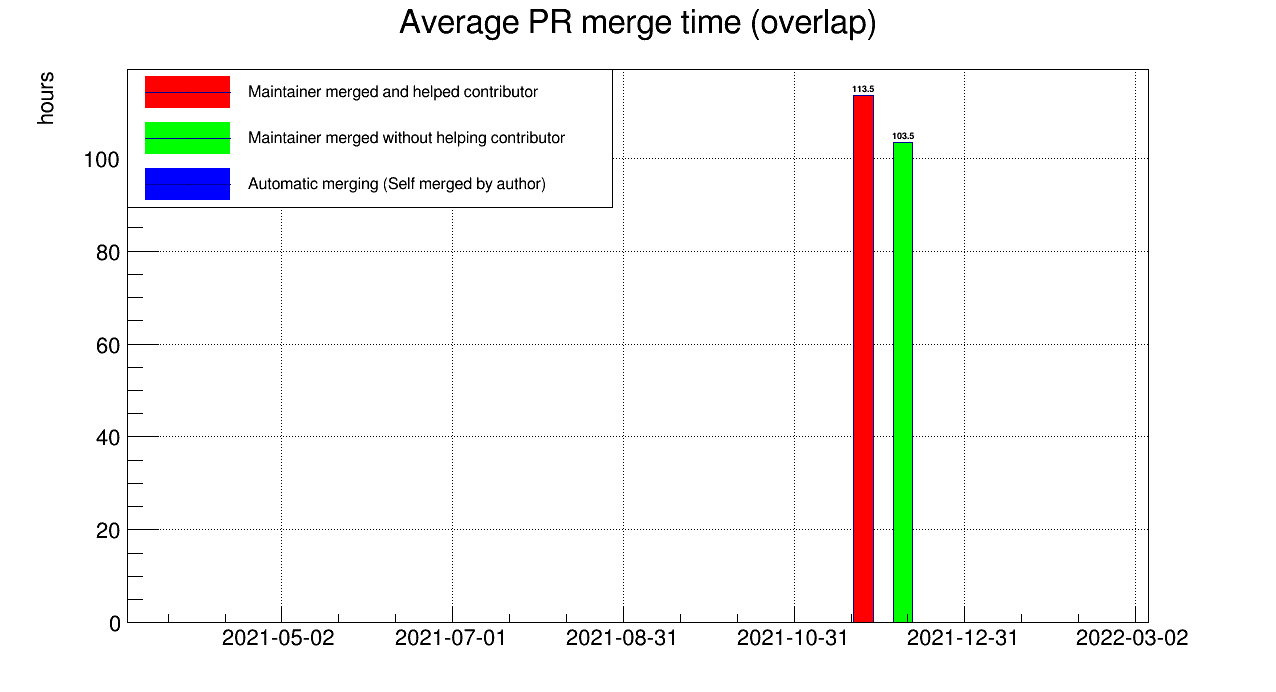 Average PR merge time (overlap)
hours
Maintainer merged and helped contributor
Maintainer merged without helping contributor
Automatic merging (Self merged by author)
113.5
103.5
100
80
60
40
20
0
2021-05-02 2021-07-01 2021-08-31 2021-10-31 2021-12-31 2022-03-02